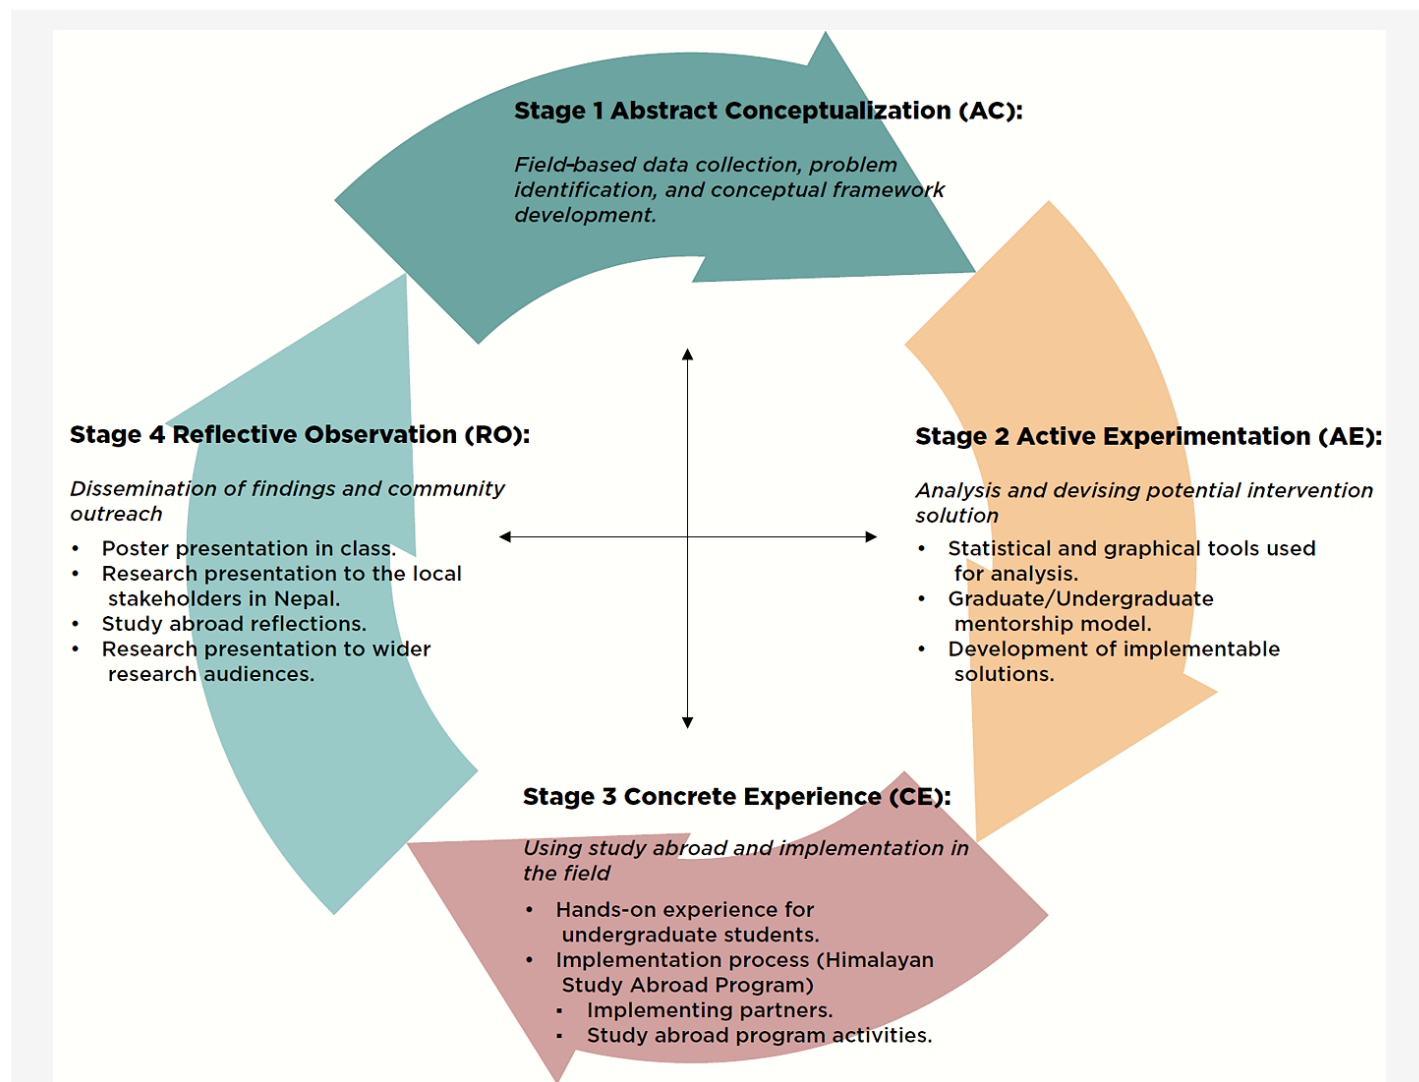 Stage 1 Abstract Conceptualization (AC):
Field-based data collection, problem
identification, and conceptual framework
development.
Stage 2 Active Experimentation (AE):
Analysis and devising potential intervention
solution
• Statistical and graphical tools used
for analysis.
• Graduate/Undergraduate
mentorship model.
• Development of implementable
solutions.
Stage 3 Concrete Experience (CE):
Using study abroad and implementation in
the field
• Hands-on experience for
undergraduate students.
• Implementation process (Himalayan
Study Abroad Program)
▪ Implementing partners.
▪ Study abroad program activities.
Stage 4 Reflective Observation (RO):
Dissemination of findings and community
outreach
• Poster presentation in class.
• Research presentation to the local
stakeholders in Nepal.
• Study abroad reflections.
• Research presentation to wider
research audiences.